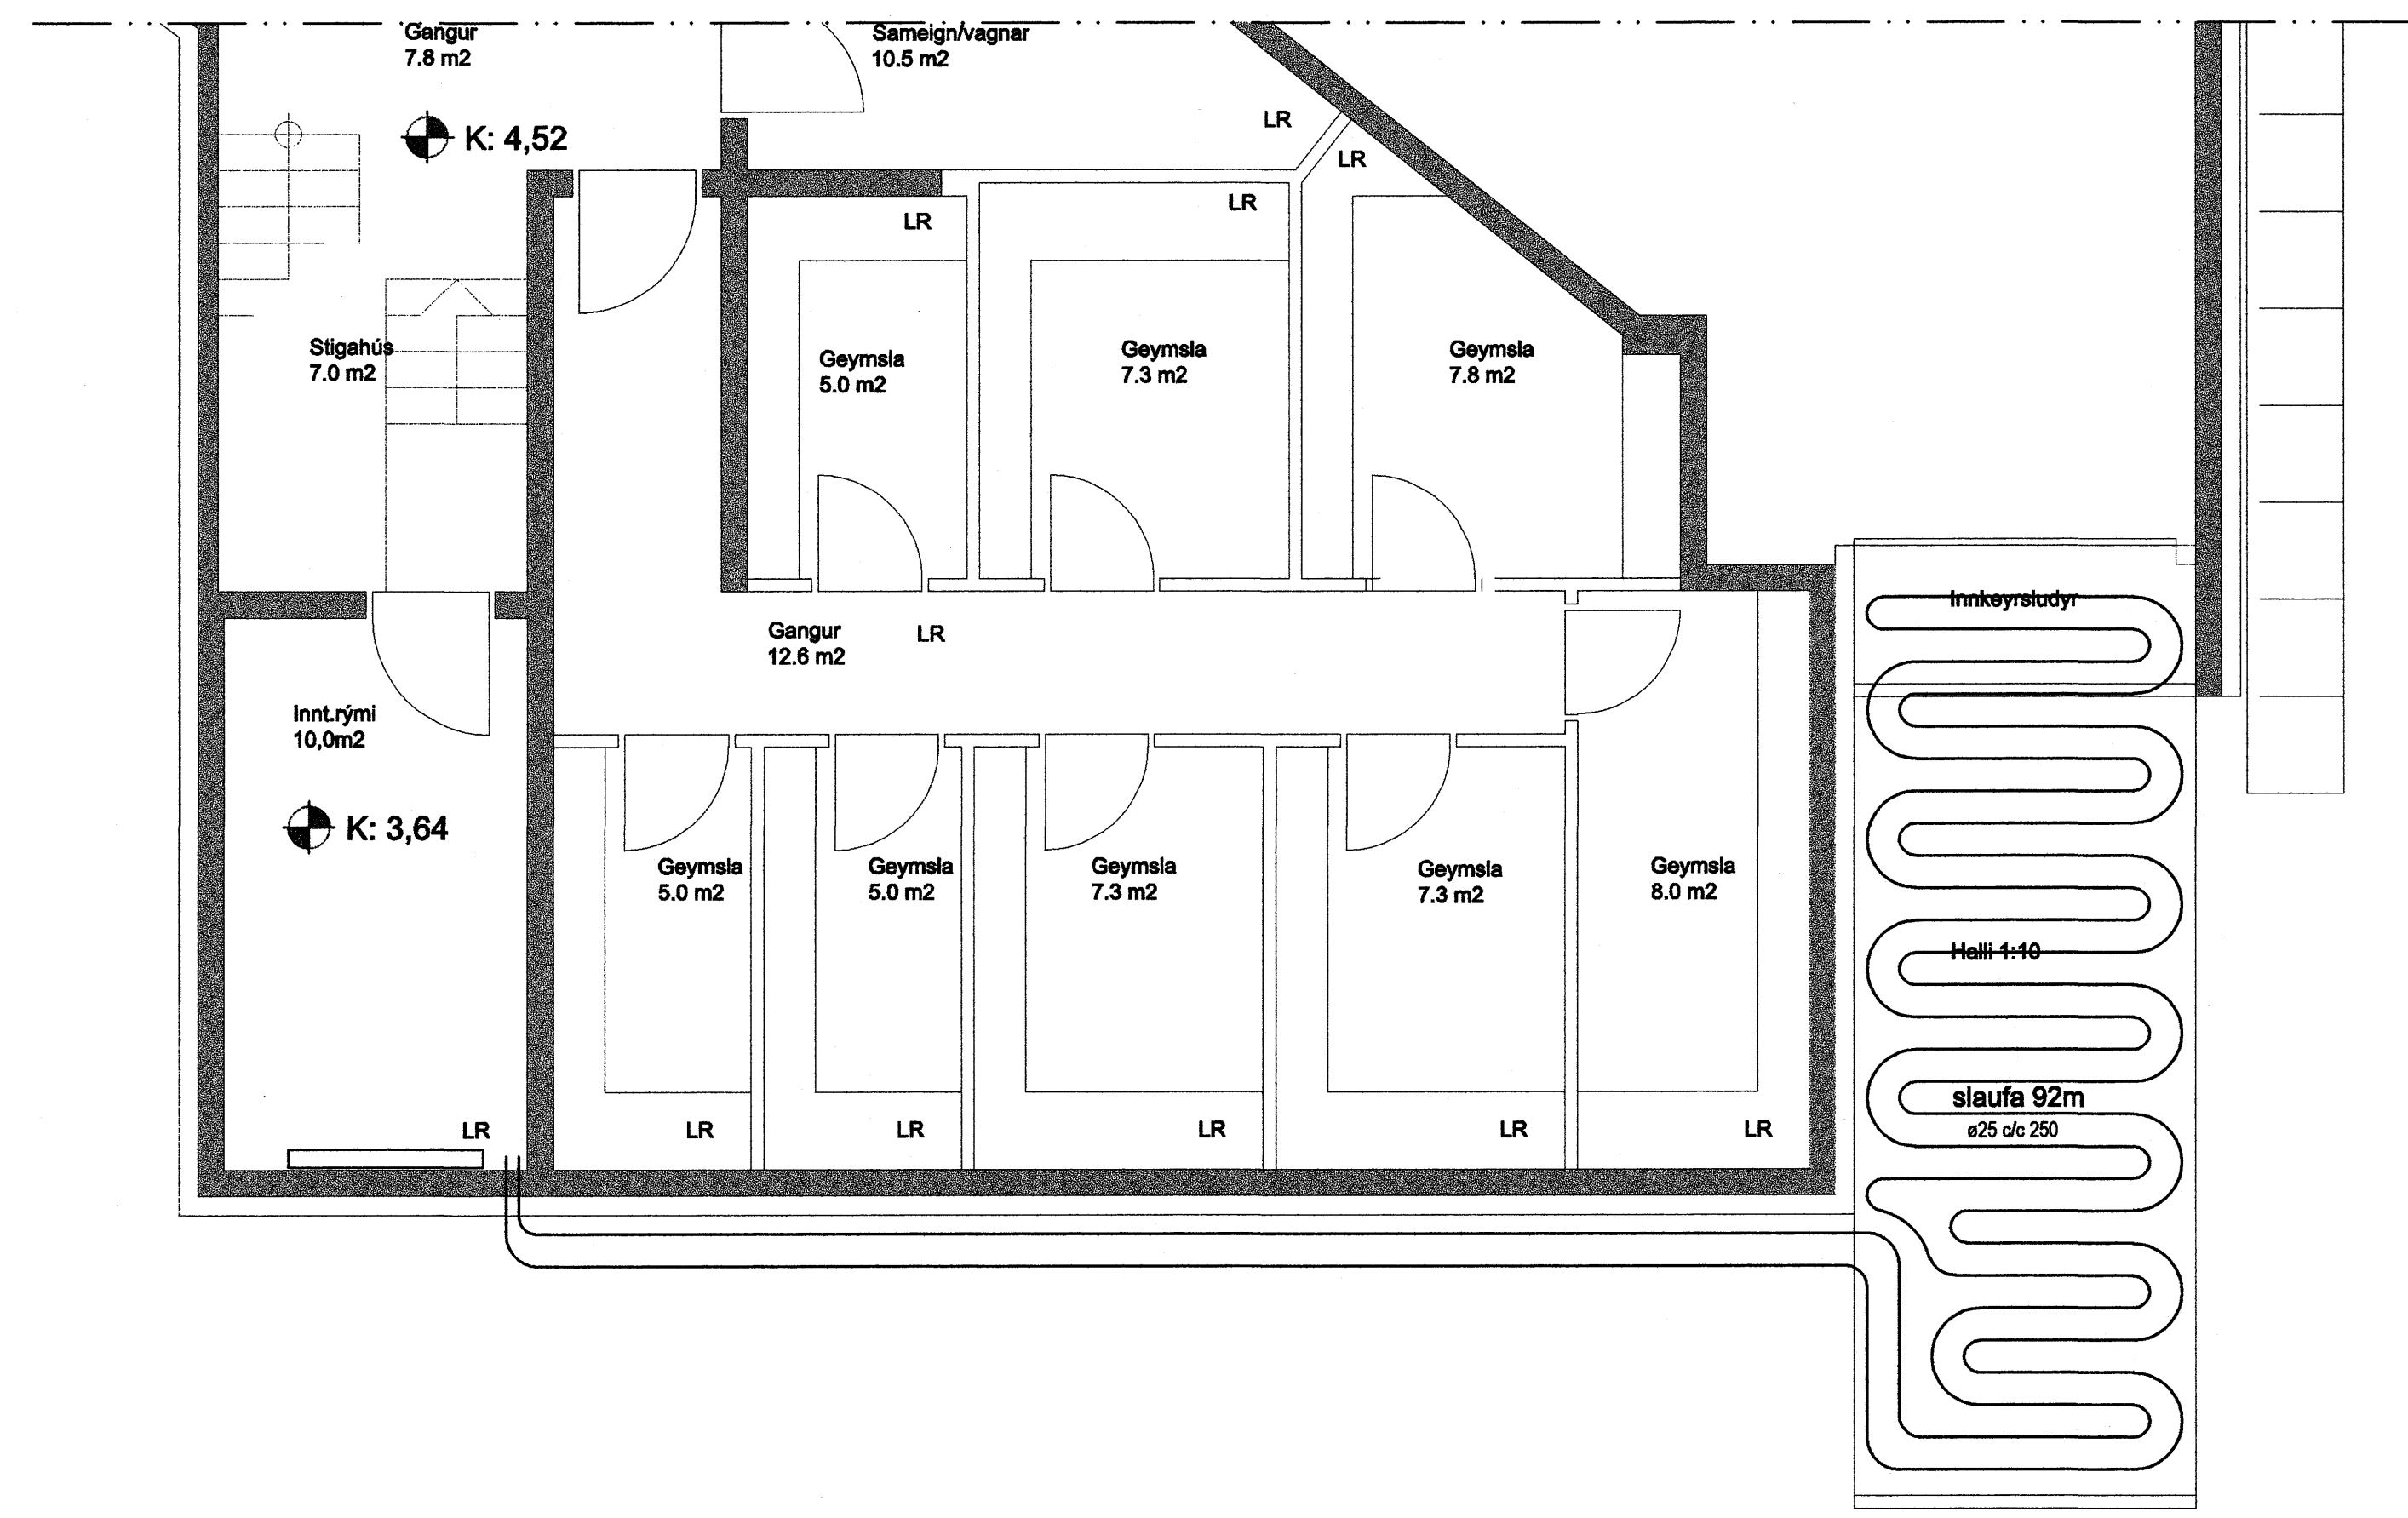 Gangur
7.8 m2
Sameign/vagnar
10.5 m2
K: 4,52
LR
LR
LR
LR
Stigahús
7.0 m2
Geymsla
5.0 m2
Geymsla
7.3 m2
Geymsla
7.8 m2
Innkeyrsludyr
Gangur
12.6 m2
LR
Innt.rými
10,0m2
K: 3,64
Geymsla
5.0 m2
Geymsla
5.0 m2
Geymsla
7.3 m2
Geymsla
7.3 m2
Geymsla
8.0 m2
Halli 1:10
slaufa 92m
ø25 c/c 250
LR
LR
LR
LR
LR
LR